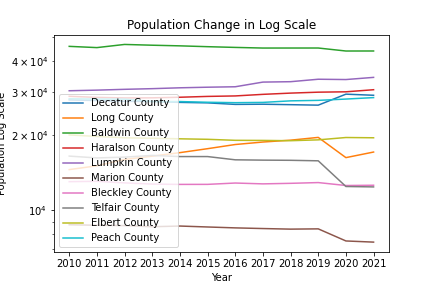 Population Change in Log Scale
4 × 10⁴
3 × 10⁴
2 × 10⁴
10⁴
Population Log Scale
Decatur County
Long County
Baldwin County
Haralson County
Lumpkin County
Marion County
Bleckley County
Telfair County
Elbert County
Peach County
2010 2011 2012 2013 2014 2015 2016 2017 2018 2019 2020 2021
Year